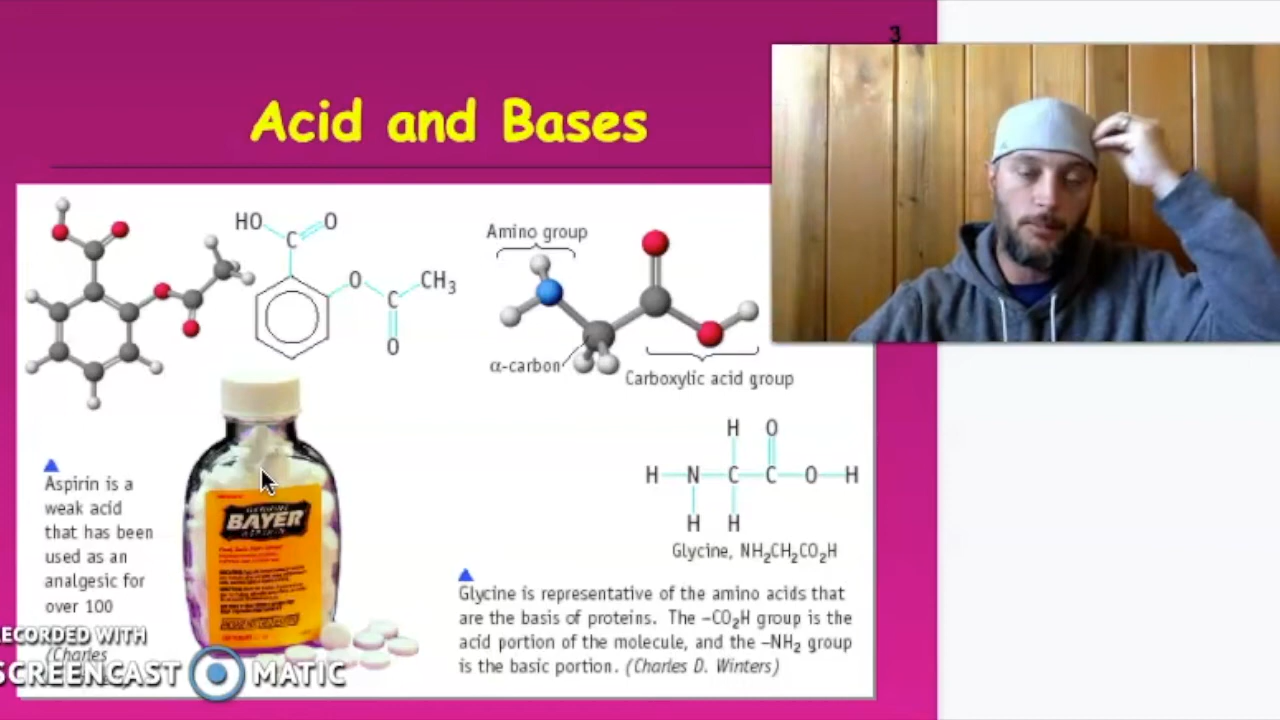 3
Acid and Bases
HO
O
C
O
CH3
C
O
Amino group
α-carbon
Carboxylic acid group
H O
H N C C O H
H H
Glycine, NH2CH2CO2H
Aspirin is a
weak acid
that has been
used as an
analgesic for
over 100
(Charles
BAYER
Glycine is representative of the amino acids that
are the basis of proteins. The –CO2H group is the
acid portion of the molecule, and the –NH2 group
is the basic portion. (Charles D. Winters)
RECORDED WITH
SCREENCAST MATIC